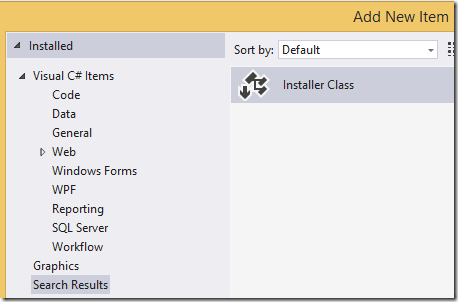 Add New Item
Installed
Sort by: Default
Visual C# Items
Installer Class
Code
Data
General
Web
Windows Forms
WPF
Reporting
SQL Server
Workflow
Graphics
Search Results